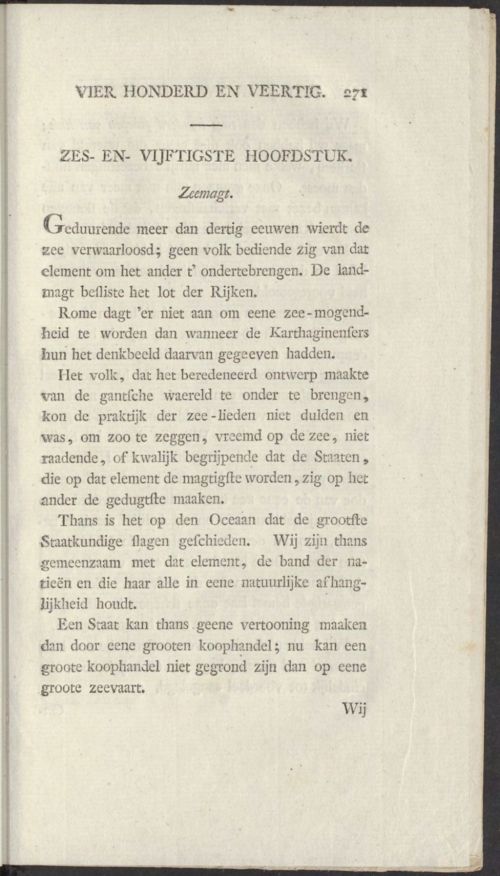 VIER HONDERD EN VEERTIG. 271
ZES- EN- VIJFTIGSTE HOOFDSTUK.
Zeemagt.
Geduurende meer dan dertig eeuwen wierdt de
zee verwaarloosd; geen volk bediende zig van dat
element om het ander t' ondertebrengen. De land-
magt besliste het lot der Rijken.
Rome dagt 'er niet aan om eene zee-mogend-
heid te worden dan wanneer de Karthaginenſers
hun het denkbeeld daarvan gegeeven hadden.
Het volk, dat het beredeneerd ontwerp maakte
van de gantſche waereld te onder te brengen,
kon de praktijk der zee-lieden niet dulden en
was, om zoo te zeggen, vreemd op de zee, niet
raadende, of kwalijk begrijpende dat de Staaten,
die op dat element de magtigſte worden, zig op het
ander de gedugtſte maaken.
Thans is het op den Oceaan dat de grootſte
Staatkundige ſlagen geſchieden. Wij zijn thans
gemeenzaam met dat element, de band der na-
tieën en die haar alle in eene natuurlijke afhang-
lijkheid houdt.
Een Staat kan thans geene vertooning maaken
dan door eene grooten koophandel; nu kan een
groote koophandel niet gegrond zijn dan op eene
groote zeevaart.
Wij